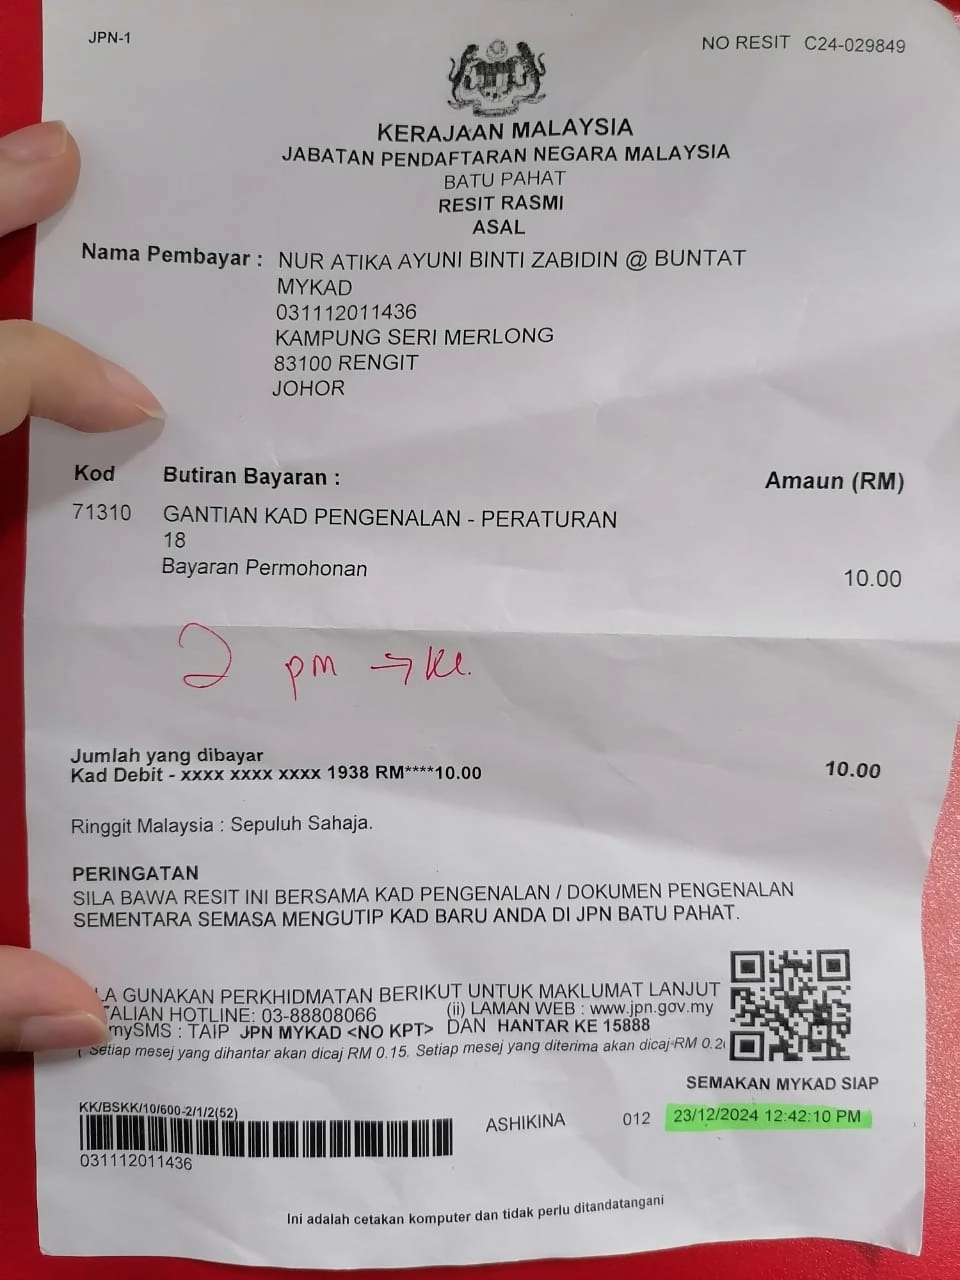 JPN-1
NO RESIT C24-029849
KERAJAAN MALAYSIA
JABATAN PENDAFTARAN NEGARA MALAYSIA
BATU PAHAT
RESIT RASMI
ASAL
Nama Pembayar : NUR ATIKA AYUNI BINTI ZABIDIN @ BUNTAT
MYKAD
031112011436
KAMPUNG SERI MERLONG
83100 RENGIT
JOHOR
Kod Butiran Bayaran : Amaun (RM)
71310 GANTIAN KAD PENGENALAN - PERATURAN
18
Bayaran Permohonan 10.00
2 pm →
Jumlah yang dibayar
Kad Debit - xxxx xxxx xxxx 1938 RM****10.00 10.00
Ringgit Malaysia : Sepuluh Sahaja.
PERINGATAN
SILA BAWA RESIT INI BERSAMA KAD PENGENALAN / DOKUMEN PENGENALAN
SEMENTARA SEMASA MENGUTIP KAD BARU ANDA DI JPN BATU PAHAT.
GUNAKAN PERKHIDMATAN BERIKUT UNTUK MAKLUMAT LANJUT
HOTLINE: 03-88808066 (ii) LAMAN WEB : www.jpn.gov.my
mySMS : TAIP JPN MYKAD <NO KPT> DAN HANTAR KE 15888
Setiap mesej yang dihantar akan dicaj RM 0.15. Setiap mesej yang diterima akan dicaj RM
SEMAKAN MYKAD SIAP
KK/BSKK/10/600-2/1/2(52)
ASHIKINA 012 23/12/2024 12:42:10 PM
031112011436
Ini adalah cetakan komputer dan tidak perlu ditandatangani